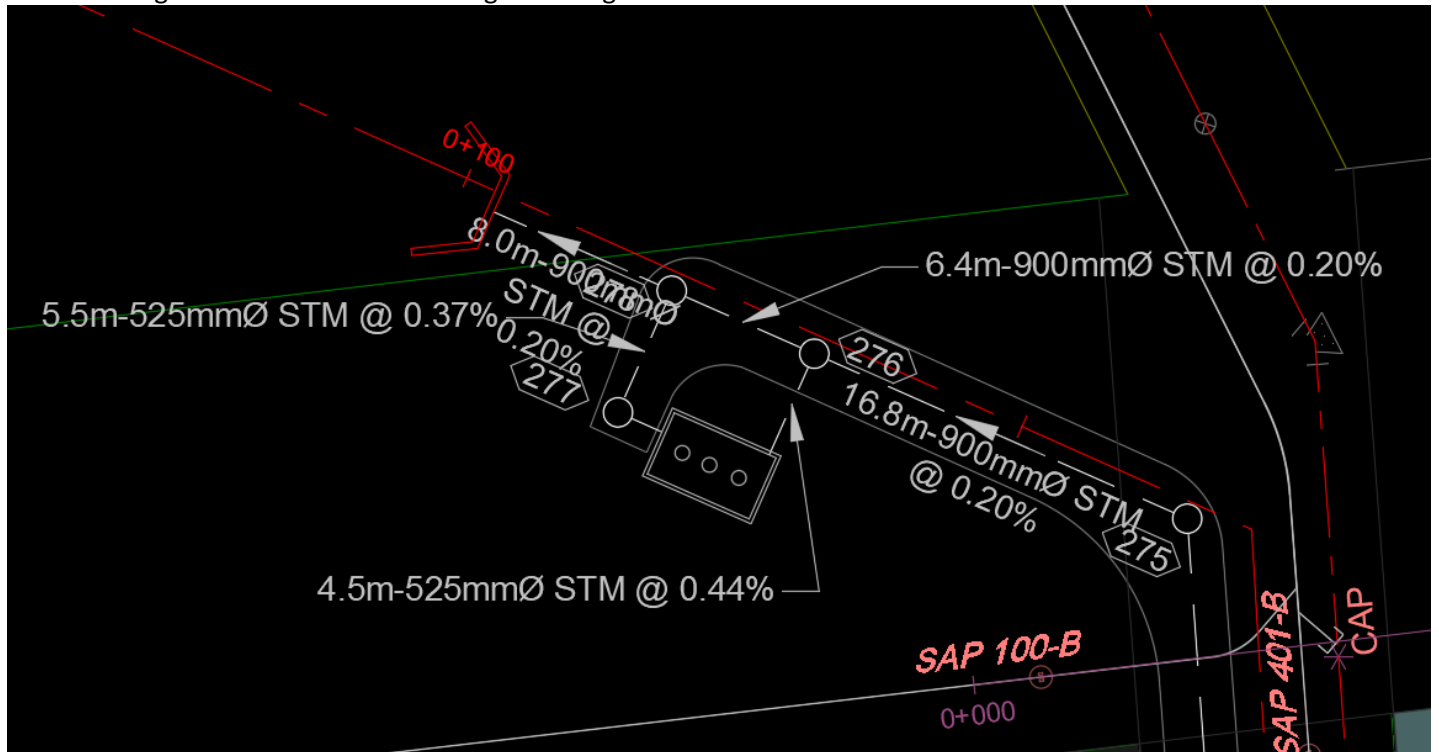 0+100
8.0m-900mmØ
STM @
0.20%
278
6.4m-900mmØ STM @ 0.20%
5.5m-525mmØ STM @ 0.37%
277
276
16.8m-900mmØ STM
@ 0.20%
275
4.5m-525mmØ STM @ 0.44%
SAP 100-B
0+000
SAP 401-B
CAP